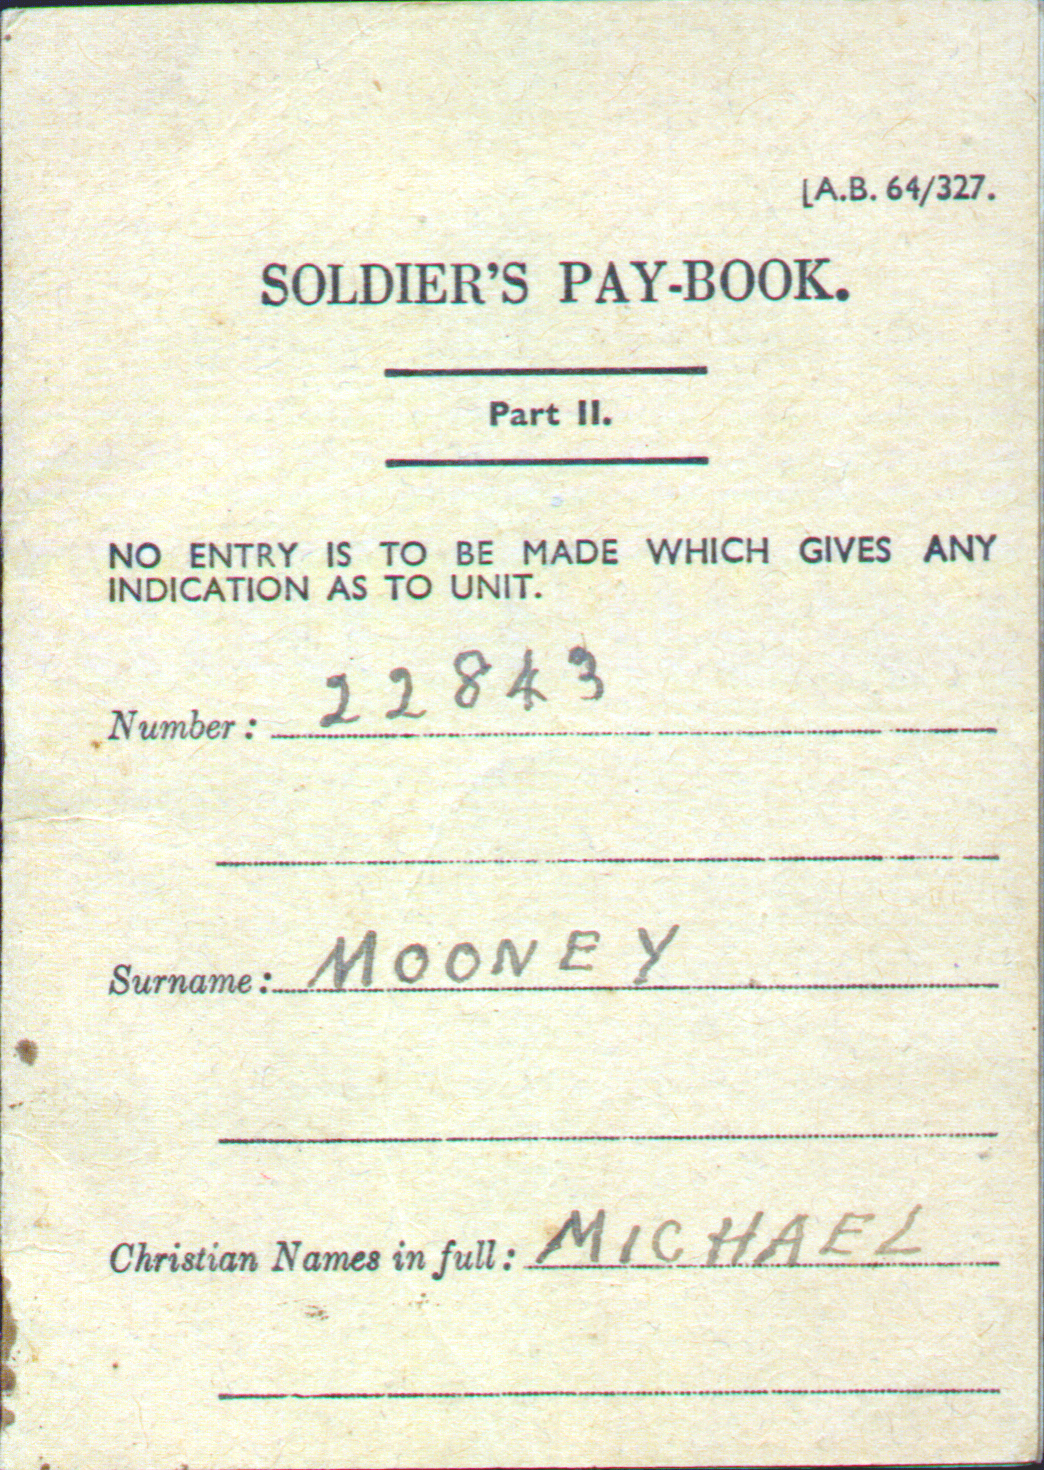 [A.B. 64/327.
SOLDIER'S PAY-BOOK.
Part II.
NO ENTRY IS TO BE MADE WHICH GIVES ANY
INDICATION AS TO UNIT.
Number: 22843
Surname: MOONEY
Christian Names in full: MICHAEL